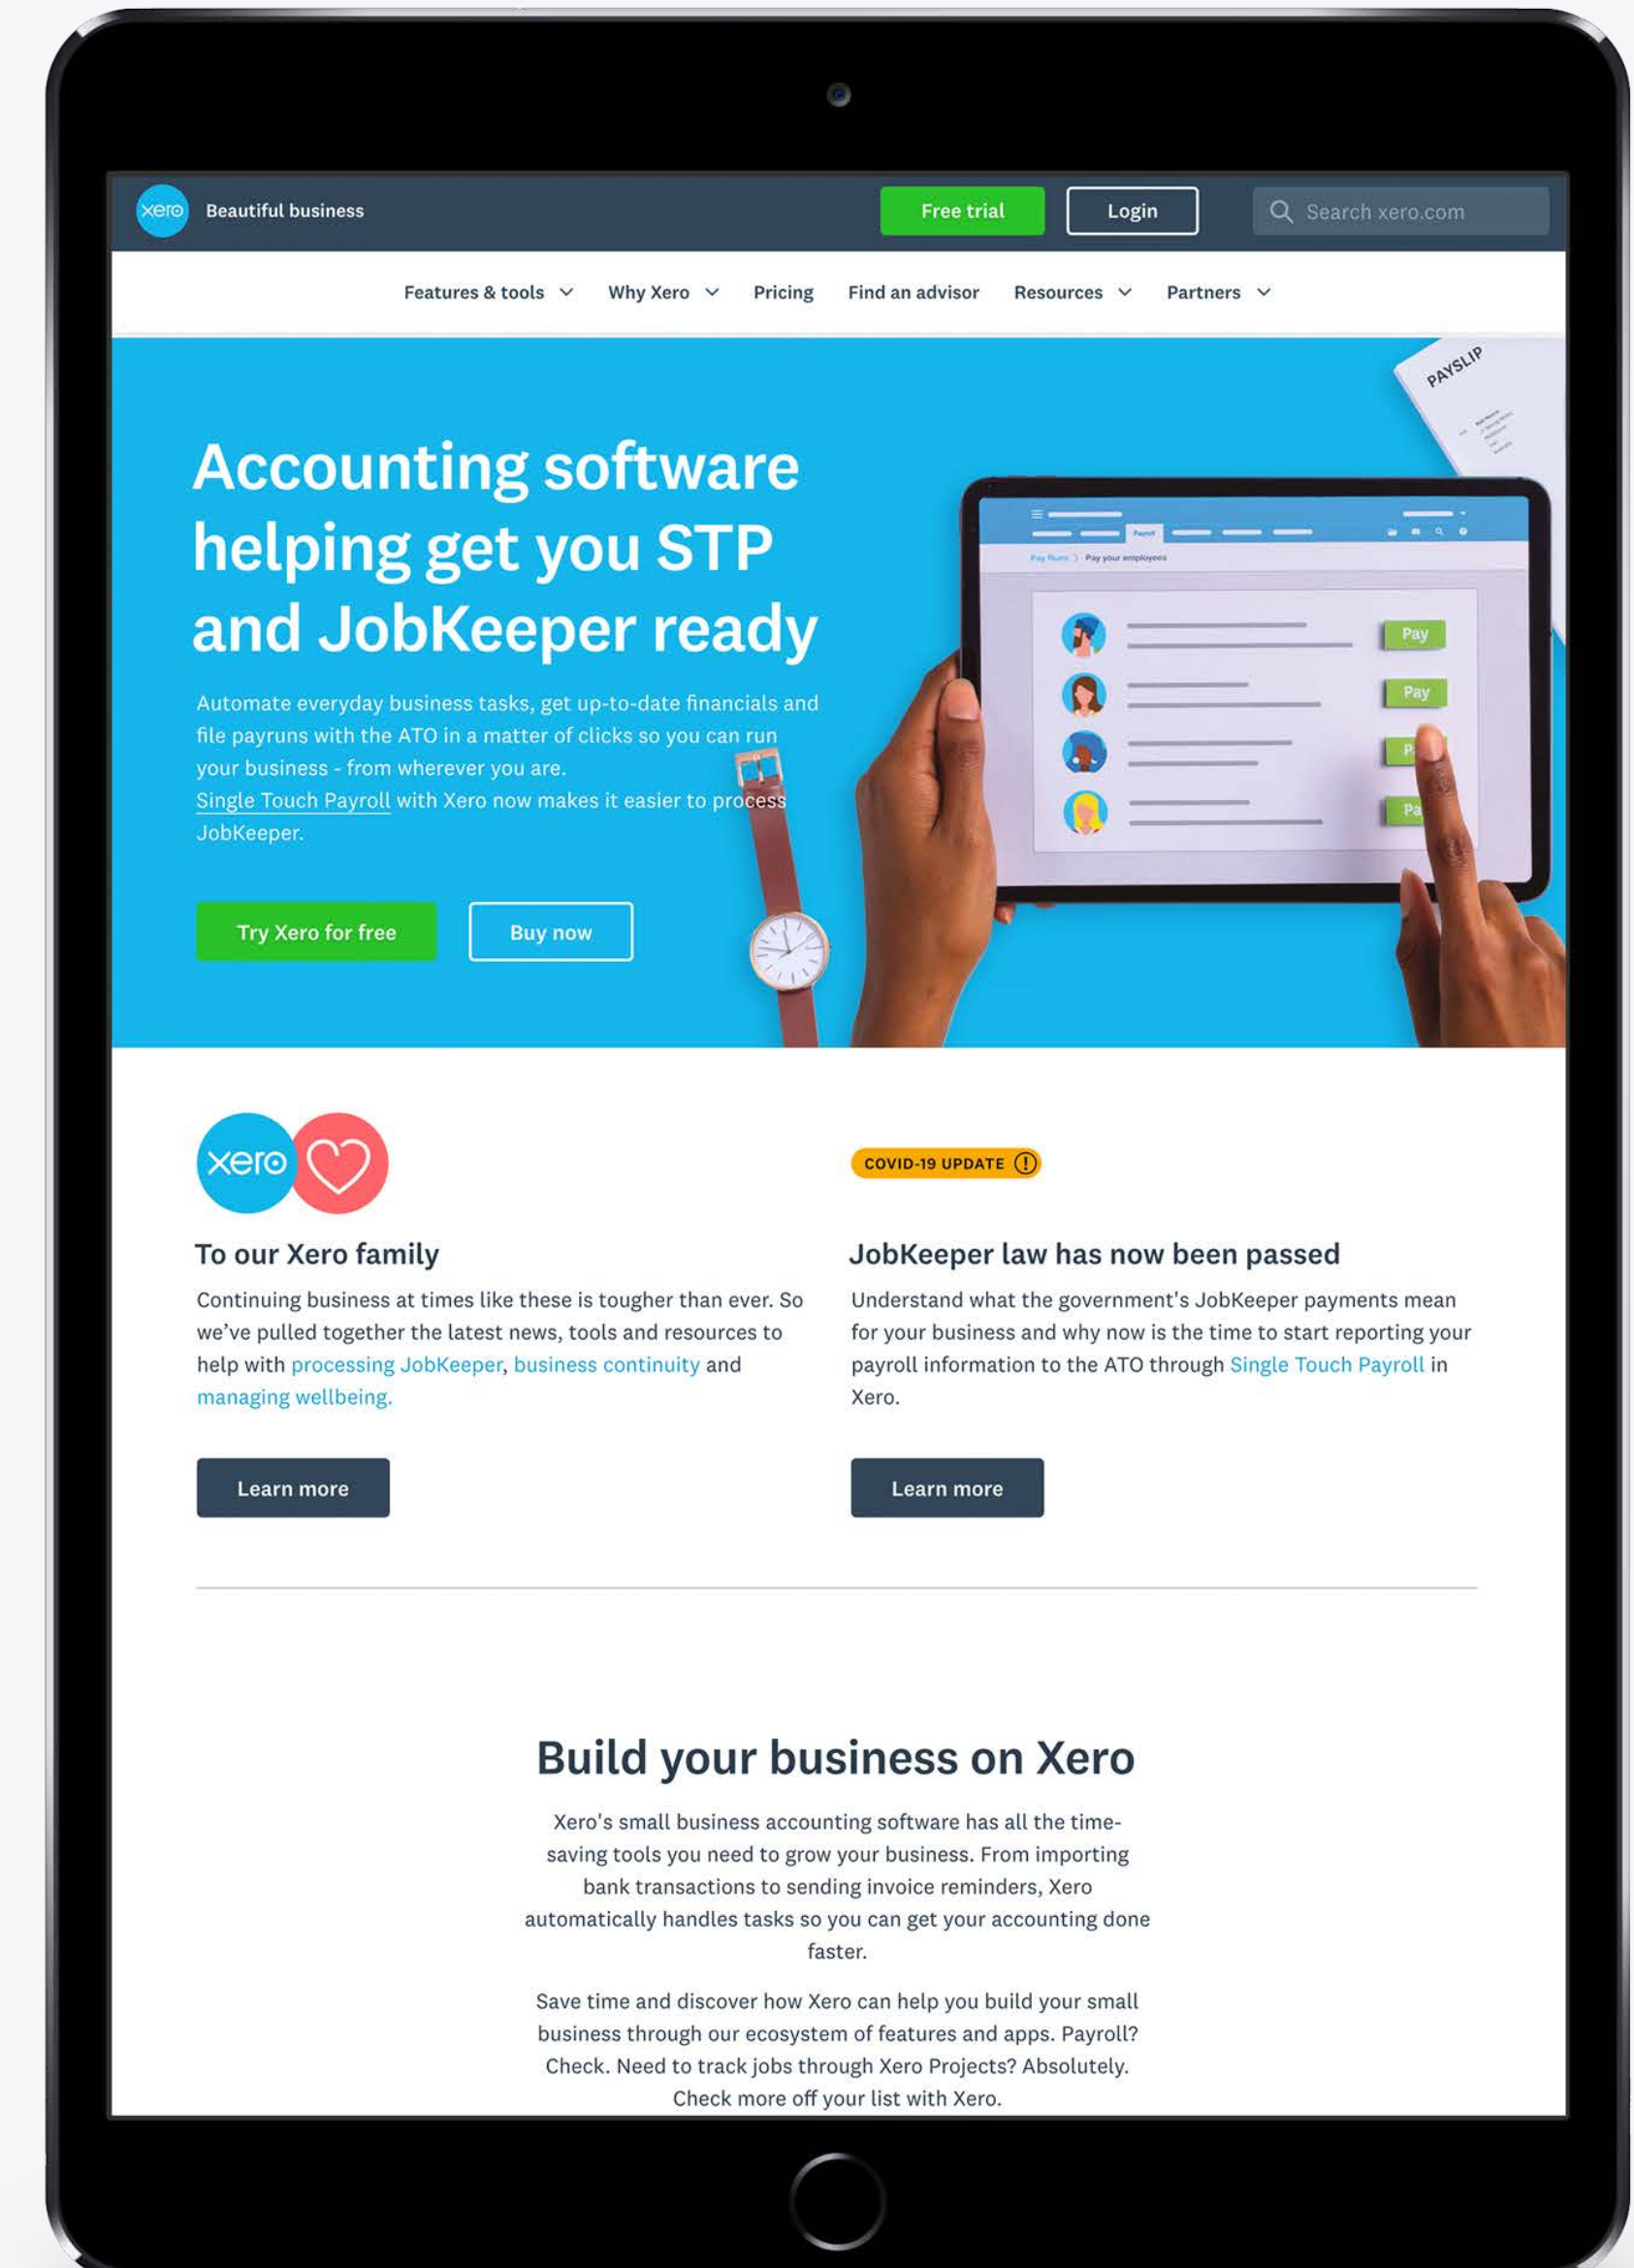 xero
Beautiful business
Free trial
Login
Search xero.com
Features & tools
Why Xero
Pricing
Find an advisor
Resources
Partners
Accounting software
helping get you STP
and JobKeeper ready
Automate everyday business tasks, get up-to-date financials and
file payruns with the ATO in a matter of clicks so you can run
your business - from wherever you are.
Single Touch Payroll with Xero now makes it easier to process
JobKeeper.
Try Xero for free
Buy now
PAYSLIP
Payroll
Pay Runs
Pay your employees
Pay
Pay
P
Pa
xero
To our Xero family
Continuing business at times like these is tougher than ever. So
we've pulled together the latest news, tools and resources to
help with processing JobKeeper, business continuity and
managing wellbeing.
Learn more
COVID-19 UPDATE
JobKeeper law has now been passed
Understand what the government's JobKeeper payments mean
for your business and why now is the time to start reporting your
payroll information to the ATO through Single Touch Payroll in
Xero.
Learn more
Build your business on Xero
Xero's small business accounting software has all the time-
saving tools you need to grow your business. From importing
bank transactions to sending invoice reminders, Xero
automatically handles tasks so you can get your accounting done
faster.
Save time and discover how Xero can help you build your small
business through our ecosystem of features and apps. Payroll?
Check. Need to track jobs through Xero Projects? Absolutely.
Check more off your list with Xero.